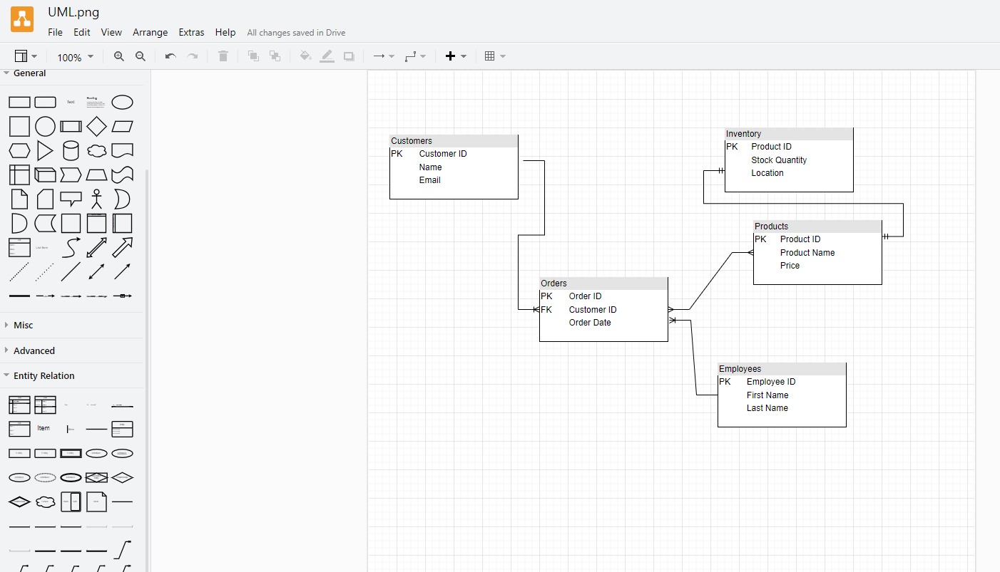 UML.png
File Edit View Arrange Extras Help All changes saved in Drive
100%
General
Text
Heading
List Item
Misc
Advanced
Entity Relation
Item
Customers
PK Customer ID
Name
Email
Inventory
PK Product ID
Stock Quantity
Location
Products
PK Product ID
Product Name
Price
Orders
PK Order ID
FK Customer ID
Order Date
Employees
PK Employee ID
First Name
Last Name